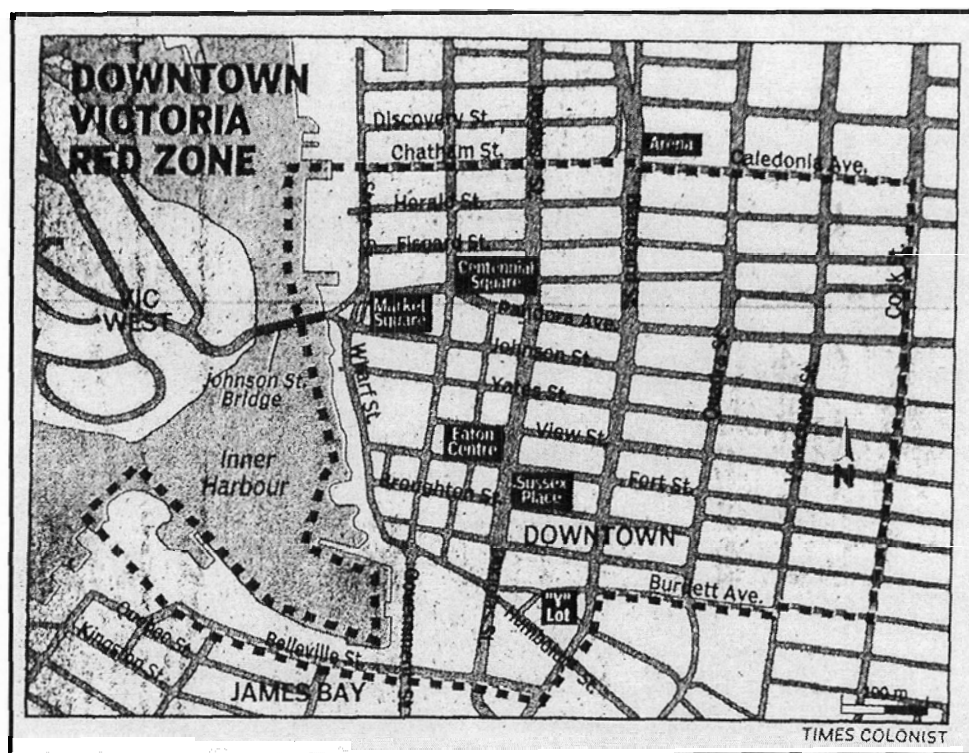 DOWNTOWN
VICTORIA
RED ZONE
Discovery St.
Chatham St.
Arena
Caledonia Ave.
Herald St.
Fisgard St.
Centennial
Square
Market
Square
Pandora Ave.
Cook
VIC
WEST
Johnson St.
Johnson St.
Bridge
Wharf St.
Yates St.
View St.
Eaton
Centre
Inner
Harbour
Broughton St.
Sussex
Place
Fort St.
N
DOWNTOWN
"Y"
Lot
Burdett Ave.
Government St
Humboldt St.
Quebec St.
Kingston St.
Belleville St.
JAMES BAY
100 m
TIMES COLONIST